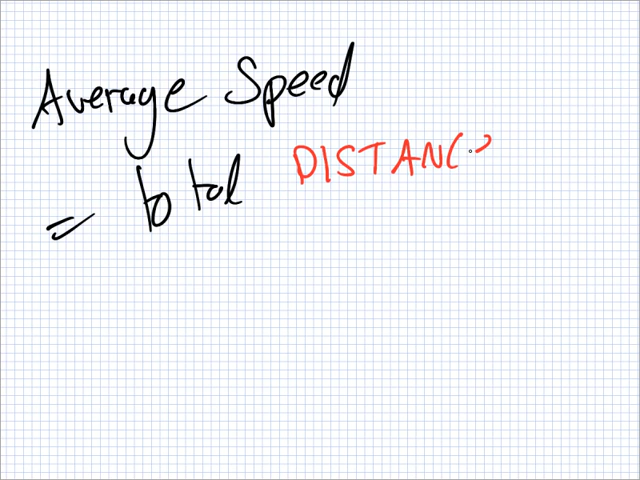 Average Speed
= total DISTANC